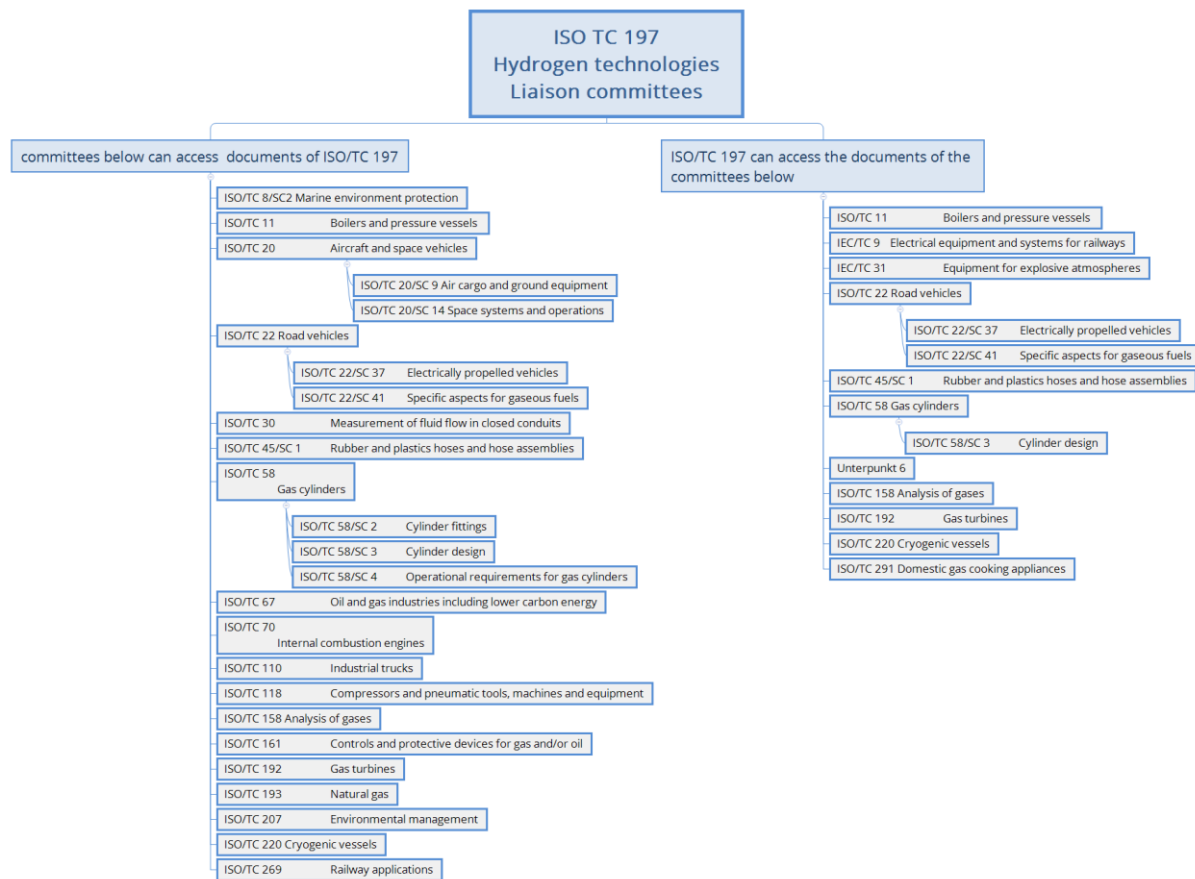 ISO TC 197
Hydrogen technologies
Liaison committees
committees below can access documents of ISO/TC 197
ISO/TC 8/SC2 Marine environment protection
ISO/TC 11 Boilers and pressure vessels
ISO/TC 20 Aircraft and space vehicles
ISO/TC 20/SC 9 Air cargo and ground equipment
ISO/TC 20/SC 14 Space systems and operations
ISO/TC 22 Road vehicles
ISO/TC 22/SC 37 Electrically propelled vehicles
ISO/TC 22/SC 41 Specific aspects for gaseous fuels
ISO/TC 30 Measurement of fluid flow in closed conduits
ISO/TC 45/SC 1 Rubber and plastics hoses and hose assemblies
ISO/TC 58
Gas cylinders
ISO/TC 58/SC 2 Cylinder fittings
ISO/TC 58/SC 3 Cylinder design
ISO/TC 58/SC 4 Operational requirements for gas cylinders
ISO/TC 67 Oil and gas industries including lower carbon energy
ISO/TC 70
Internal combustion engines
ISO/TC 110 Industrial trucks
ISO/TC 118 Compressors and pneumatic tools, machines and equipment
ISO/TC 158 Analysis of gases
ISO/TC 161 Controls and protective devices for gas and/or oil
ISO/TC 192 Gas turbines
ISO/TC 193 Natural gas
ISO/TC 207 Environmental management
ISO/TC 220 Cryogenic vessels
ISO/TC 269 Railway applications
ISO/TC 197 can access the documents of the
committees below
ISO/TC 11 Boilers and pressure vessels
IEC/TC 9 Electrical equipment and systems for railways
IEC/TC 31 Equipment for explosive atmospheres
ISO/TC 22 Road vehicles
ISO/TC 22/SC 37 Electrically propelled vehicles
ISO/TC 22/SC 41 Specific aspects for gaseous fuels
ISO/TC 45/SC 1 Rubber and plastics hoses and hose assemblies
ISO/TC 58 Gas cylinders
ISO/TC 58/SC 3 Cylinder design
Unterpunkt 6
ISO/TC 158 Analysis of gases
ISO/TC 192 Gas turbines
ISO/TC 220 Cryogenic vessels
ISO/TC 291 Domestic gas cooking appliances